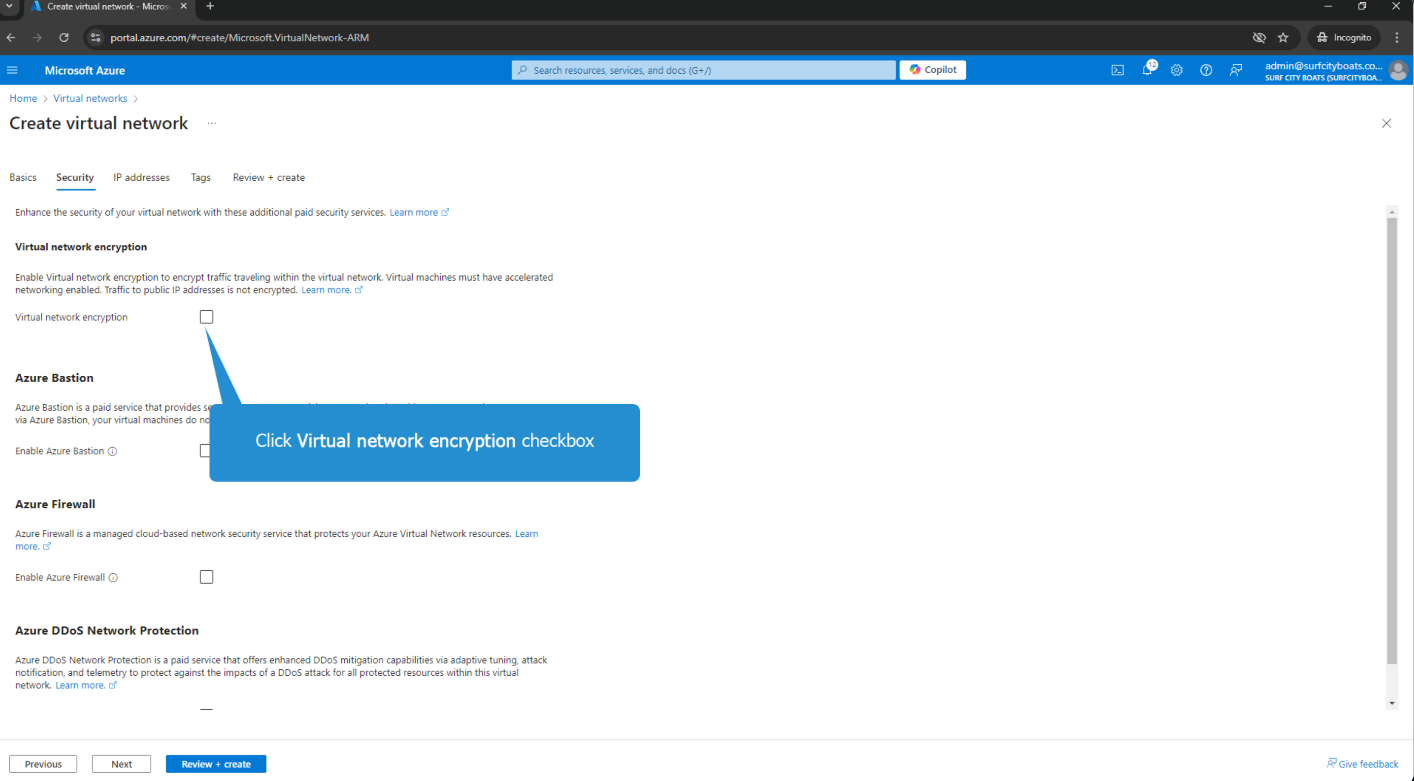 Create virtual network - Micros
portal.azure.com/#create/Microsoft.VirtualNetwork-ARM
Incognito
Microsoft Azure
Search resources, services, and docs (G+/)
Copilot
12
admin@surfcityboats.co...
SURF CITY BOATS (SURFCITYBOA...
Home > Virtual networks >
Create virtual network ...
Basics Security IP addresses Tags Review + create
Enhance the security of your virtual network with these additional paid security services. Learn more
Virtual network encryption
Enable Virtual network encryption to encrypt traffic traveling within the virtual network. Virtual machines must have accelerated
networking enabled. Traffic to public IP addresses is not encrypted. Learn more.
Virtual network encryption
Azure Bastion
Azure Bastion is a paid service that provides
via Azure Bastion, your virtual machines do
Click Virtual network encryption checkbox
Enable Azure Bastion
Azure Firewall
Azure Firewall is a managed cloud-based network security service that protects your Azure Virtual Network resources. Learn
more.
Enable Azure Firewall
Azure DDoS Network Protection
Azure DDoS Network Protection is a paid service that offers enhanced DDoS mitigation capabilities via adaptive tuning, attack
notification, and telemetry to protect against the impacts of a DDoS attack for all protected resources within this virtual
network. Learn more.
Previous Next Review + create
Give feedback